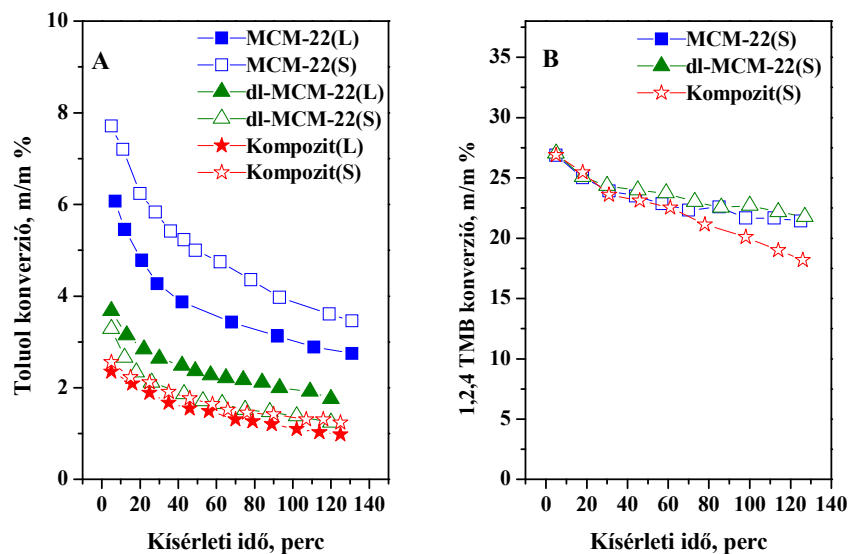 A
MCM-22(L)
MCM-22(S)
dl-MCM-22(L)
dl-MCM-22(S)
Kompozit(L)
Kompozit(S)
Toluol konverzió, m/m %
10
8
6
4
2
0
0 20 40 60 80 100 120 140
Kísérleti idő, perc
B
MCM-22(S)
dl-MCM-22(S)
Kompozit(S)
1,2,4 TMB konverzió, m/m %
35
30
25
20
15
10
5
0
0 20 40 60 80 100 120 140
Kísérleti idő, perc